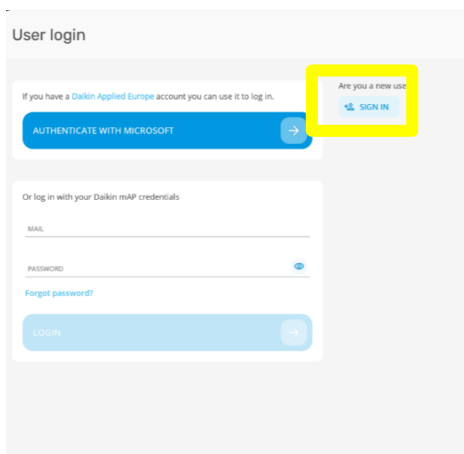 User login
If you have a Daikin Applied Europe account you can use it to log in.
AUTHENTICATE WITH MICROSOFT
Are you a new use
SIGN IN
Or log in with your Daikin mAP credentials
MAIL
PASSWORD
Forgot password?
LOGIN